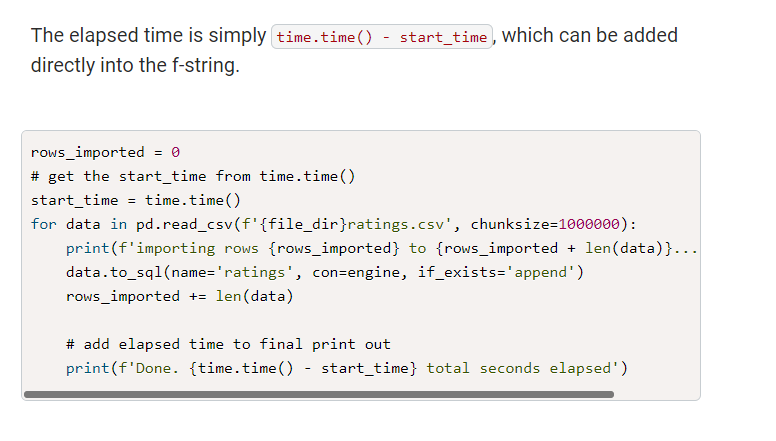 The elapsed time is simply time.time() - start_time, which can be added
directly into the f-string.
rows_imported = 0
# get the start_time from time.time()
start_time = time.time()
for data in pd.read_csv(f'{file_dir}ratings.csv', chunksize=1000000):
    print(f'importing rows {rows_imported} to {rows_imported + len(data)}...
    data.to_sql(name='ratings', con=engine, if_exists='append')
    rows_imported += len(data)
    # add elapsed time to final print out
    print(f'Done. {time.time() - start_time} total seconds elapsed')